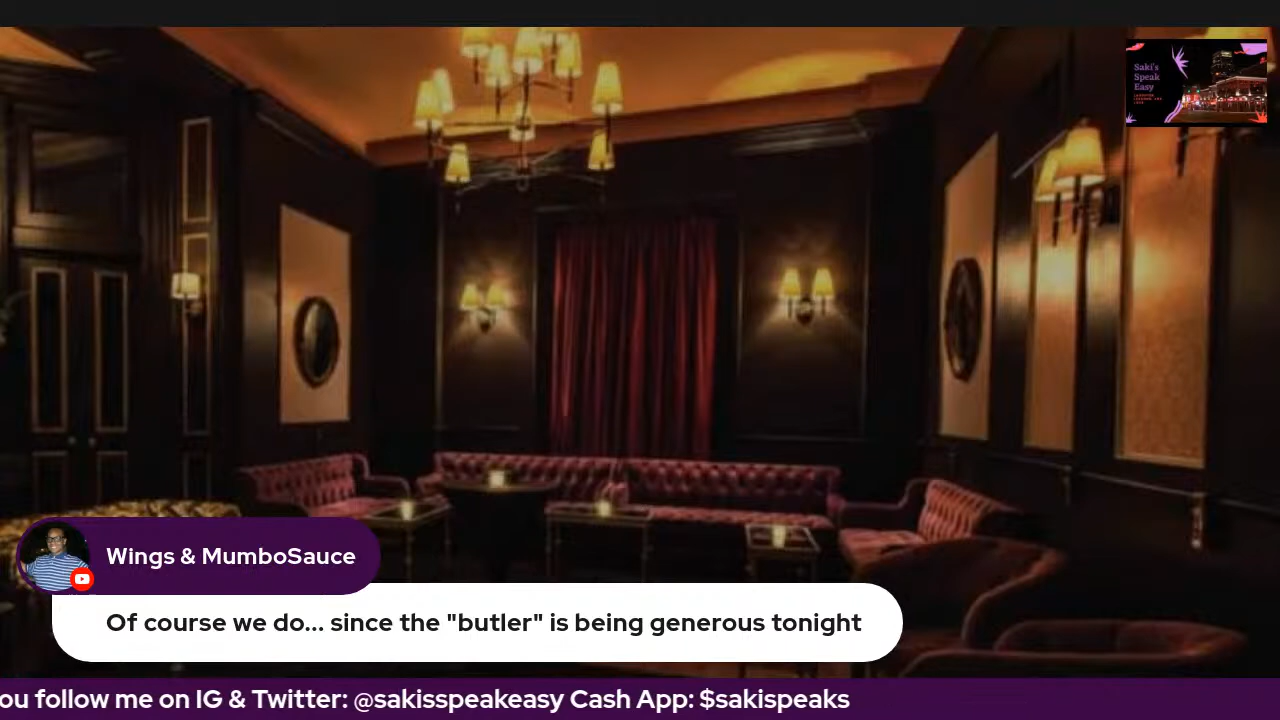 Saki's
Speak
Easy
Wings & MumboSauce
Of course we do... since the "butler" is being generous tonight
ou follow me on IG & Twitter: @sakisspeakeasy Cash App: $sakispeaks